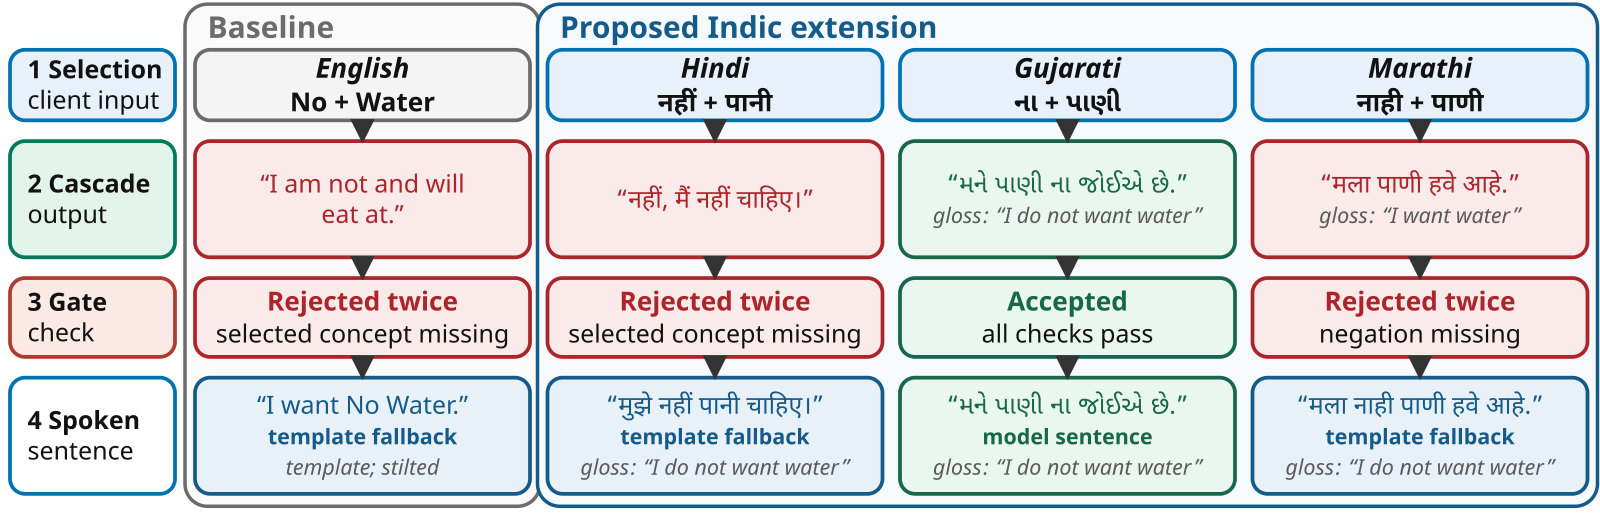 Baseline
Proposed Indic extension
1 Selection
client input
English
No + Water
Hindi
नहीं + पानी
Gujarati
ના + પાણી
Marathi
नाही + पाणी
2 Cascade
output
“I am not and will
eat at.”
“नहीं, मैं नहीं चाहिए।”
“મને પાણી ના જોઈએ છે.”
gloss: “I do not want water”
“मला पाणी हवे आहे.”
gloss: “I want water”
3 Gate
check
Rejected twice
selected concept missing
Rejected twice
selected concept missing
Accepted
all checks pass
Rejected twice
negation missing
4 Spoken
sentence
“I want No Water.”
template fallback
template; stilted
“मुझे नहीं पानी चाहिए।”
template fallback
gloss: “I do not want water”
“મને પાણી ના જોઈએ છે.”
model sentence
gloss: “I do not want water”
“मला नाही पाणी हवे आहे.”
template fallback
gloss: “I do not want water”